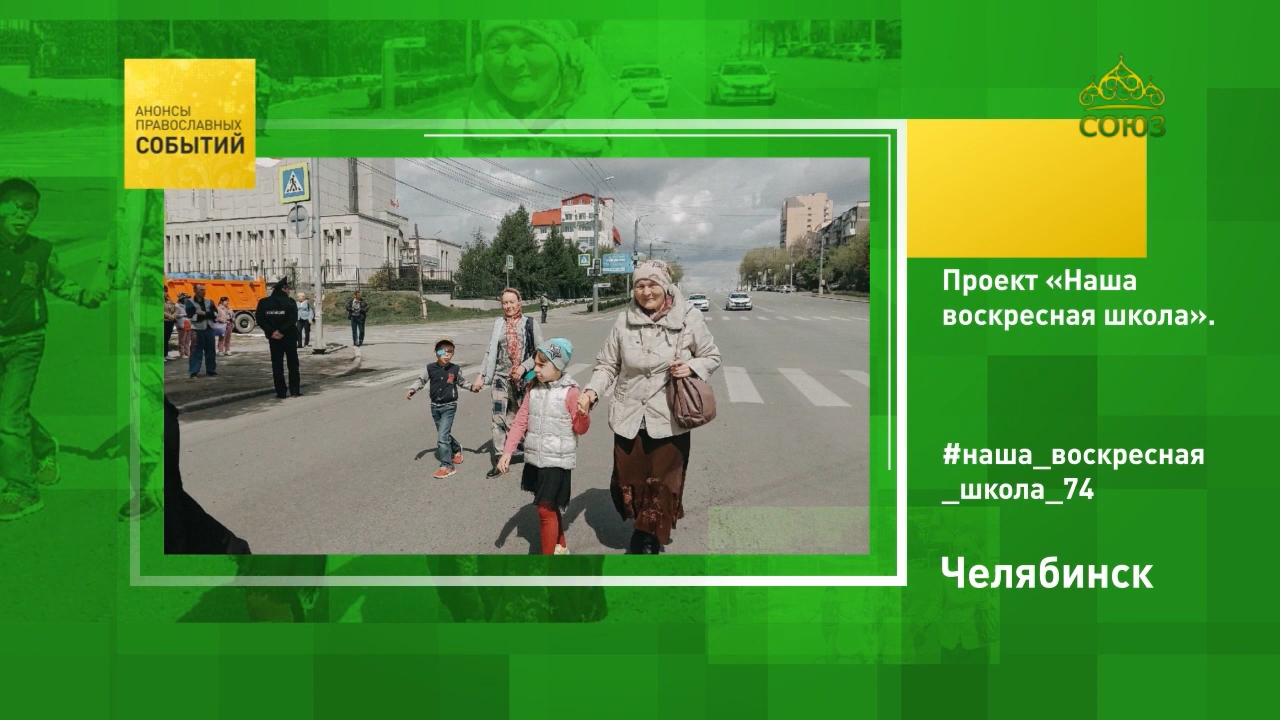 АНОНСЫ
ПРАВОСЛАВНЫХ
СОБЫТИЙ
СОЮЗ
Проект «Наша
воскресная школа».
#наша_воскресная
_школа_74
Челябинск